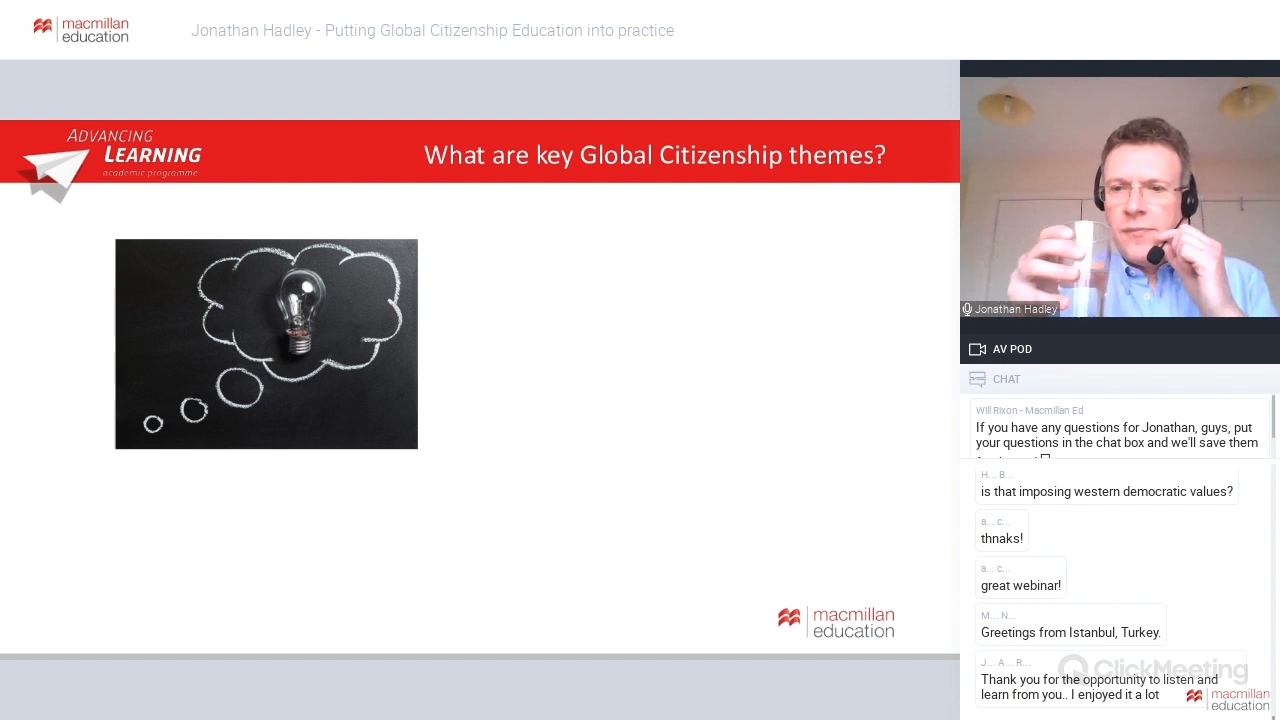 macmillan
education
Jonathan Hadley - Putting Global Citizenship Education into practice
ADVANCING
LEARNING
academic programme
What are key Global Citizenship themes?
macmillan
education
Jonathan Hadley
AV POD
CHAT
Will Rixon - Macmillan Ed
If you have any questions for Jonathan, guys, put
your questions in the chat box and we'll save them
H... B...
is that imposing western democratic values?
a... c...
thnaks!
a... c...
great webinar!
M... N...
Greetings from Istanbul, Turkey.
J... A... R...
Thank you for the opportunity to listen and
learn from you.. I enjoyed it a lot
ClickMeeting
macmillan
education